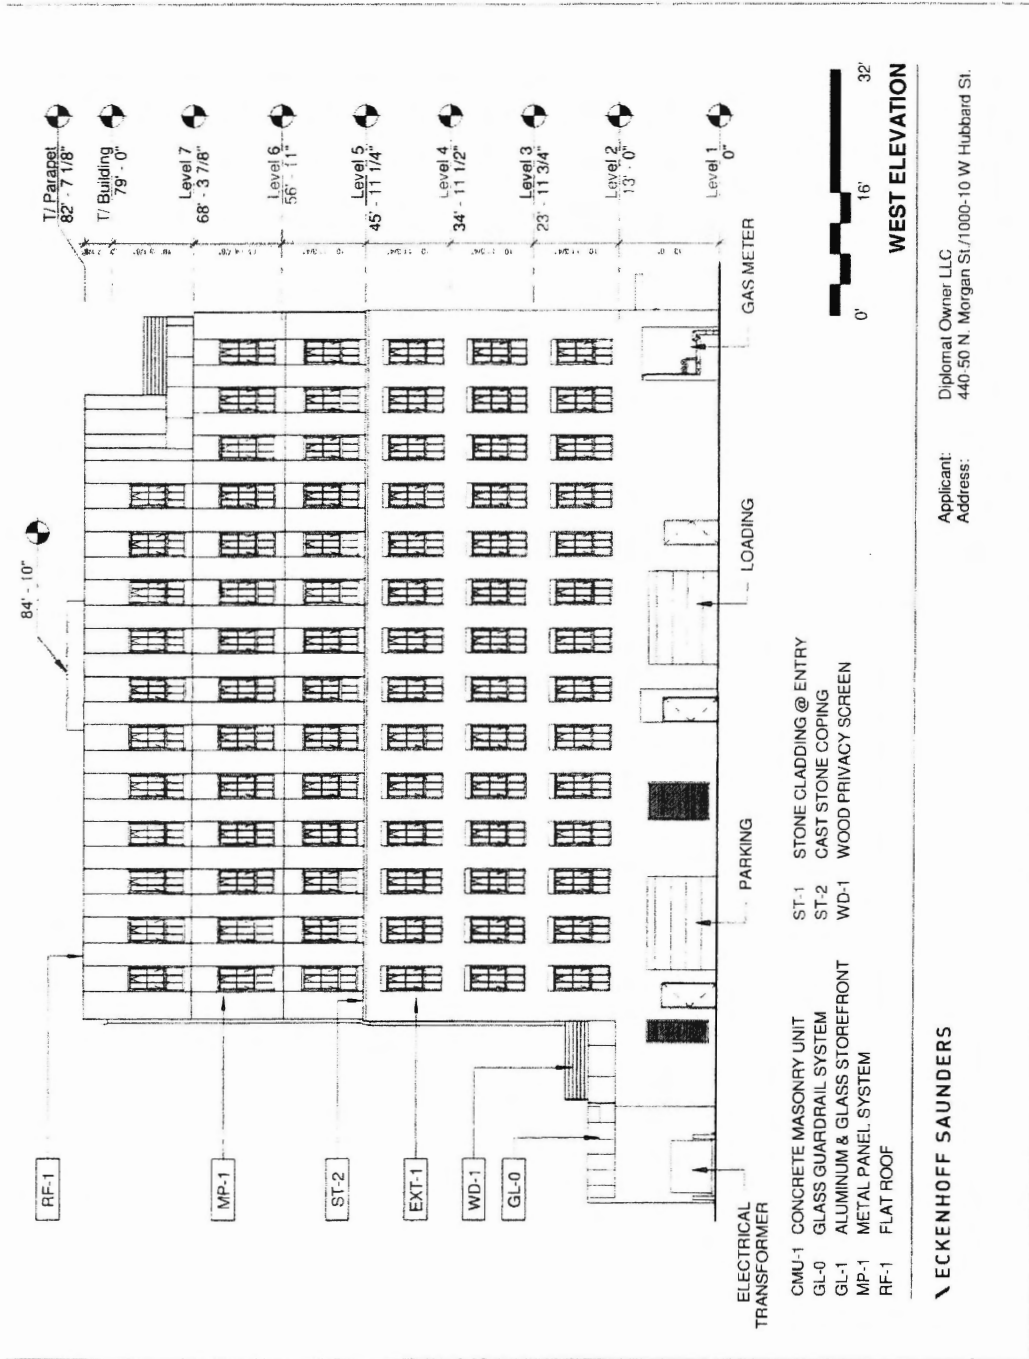 84' - 10"
T/ Parapet
82' - 7 1/8"
T/ Building
79' - 0"
Level 7
68' - 3 7/8"
Level 6
56' - 11"
Level 5
45' - 11 1/4"
Level 4
34' - 11 1/2"
Level 3
23' - 11 3/4"
Level 2
13' - 0"
Level 1
0"
RF-1
MP-1
ST-2
EXT-1
WD-1
GL-0
ELECTRICAL
TRANSFORMER
PARKING
LOADING
GAS METER
CMU-1 CONCRETE MASONRY UNIT
GL-0 GLASS GUARDRAIL SYSTEM
GL-1 ALUMINUM & GLASS STOREFRONT
MP-1 METAL PANEL SYSTEM
RF-1 FLAT ROOF
ST-1 STONE CLADDING @ ENTRY
ST-2 CAST STONE COPING
WD-1 WOOD PRIVACY SCREEN
0' 16' 32'
WEST ELEVATION
ECKENHOFF SAUNDERS
Applicant: Diplomat Owner LLC
Address: 440-50 N. Morgan St./1000-10 W Hubbard St.